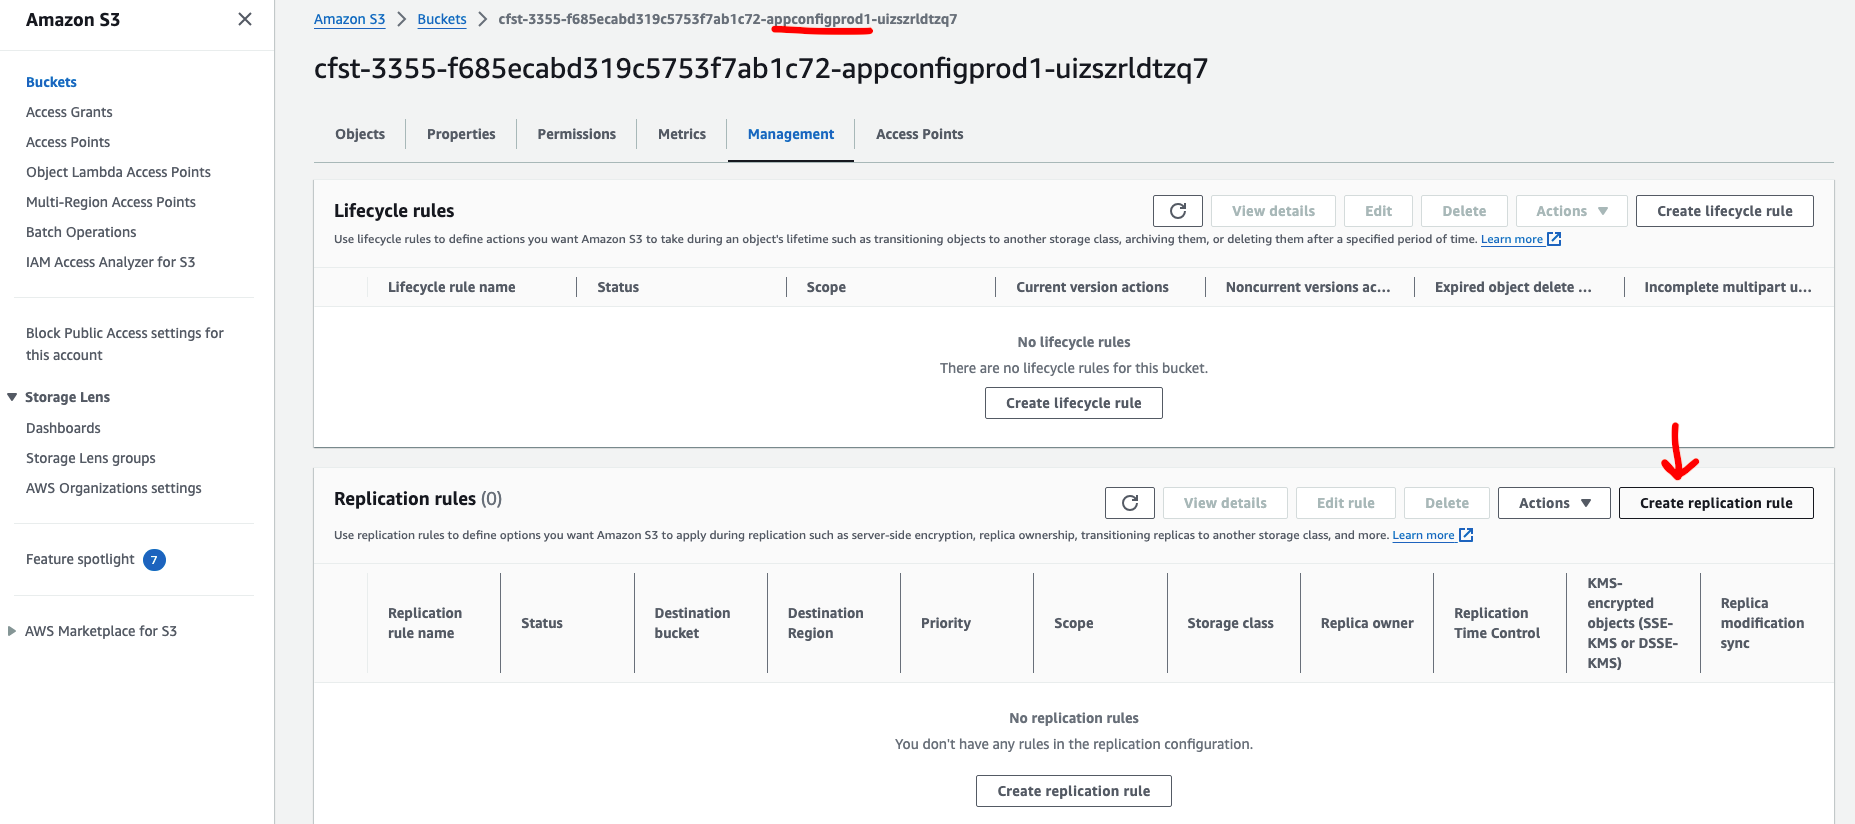 Amazon S3
Buckets
Access Grants
Access Points
Object Lambda Access Points
Multi-Region Access Points
Batch Operations
IAM Access Analyzer for S3
Block Public Access settings for
this account
Storage Lens
Dashboards
Storage Lens groups
AWS Organizations settings
Feature spotlight 7
AWS Marketplace for S3
Amazon S3 > Buckets > cfst-3355-f685ecabd319c5753f7ab1c72-appconfigprod1-uizszrldtzq7
cfst-3355-f685ecabd319c5753f7ab1c72-appconfigprod1-uizszrldtzq7
Objects Properties Permissions Metrics Management Access Points
Lifecycle rules View details Edit Delete Actions Create lifecycle rule
Use lifecycle rules to define actions you want Amazon S3 to take during an object's lifetime such as transitioning objects to another storage class, archiving them, or deleting them after a specified period of time. Learn more
Lifecycle rule name Status Scope Current version actions Noncurrent versions ac... Expired object delete ... Incomplete multipart u...
No lifecycle rules
There are no lifecycle rules for this bucket.
Create lifecycle rule
Replication rules (0) View details Edit rule Delete Actions Create replication rule
Use replication rules to define options you want Amazon S3 to apply during replication such as server-side encryption, replica ownership, transitioning replicas to another storage class, and more. Learn more
Replication
rule name
Status
Destination
bucket
Destination
Region
Priority
Scope
Storage class
Replica owner
Replication
Time Control
KMS-
encrypted
objects (SSE-
KMS or DSSE-
KMS)
Replica
modification
sync
No replication rules
You don't have any rules in the replication configuration.
Create replication rule